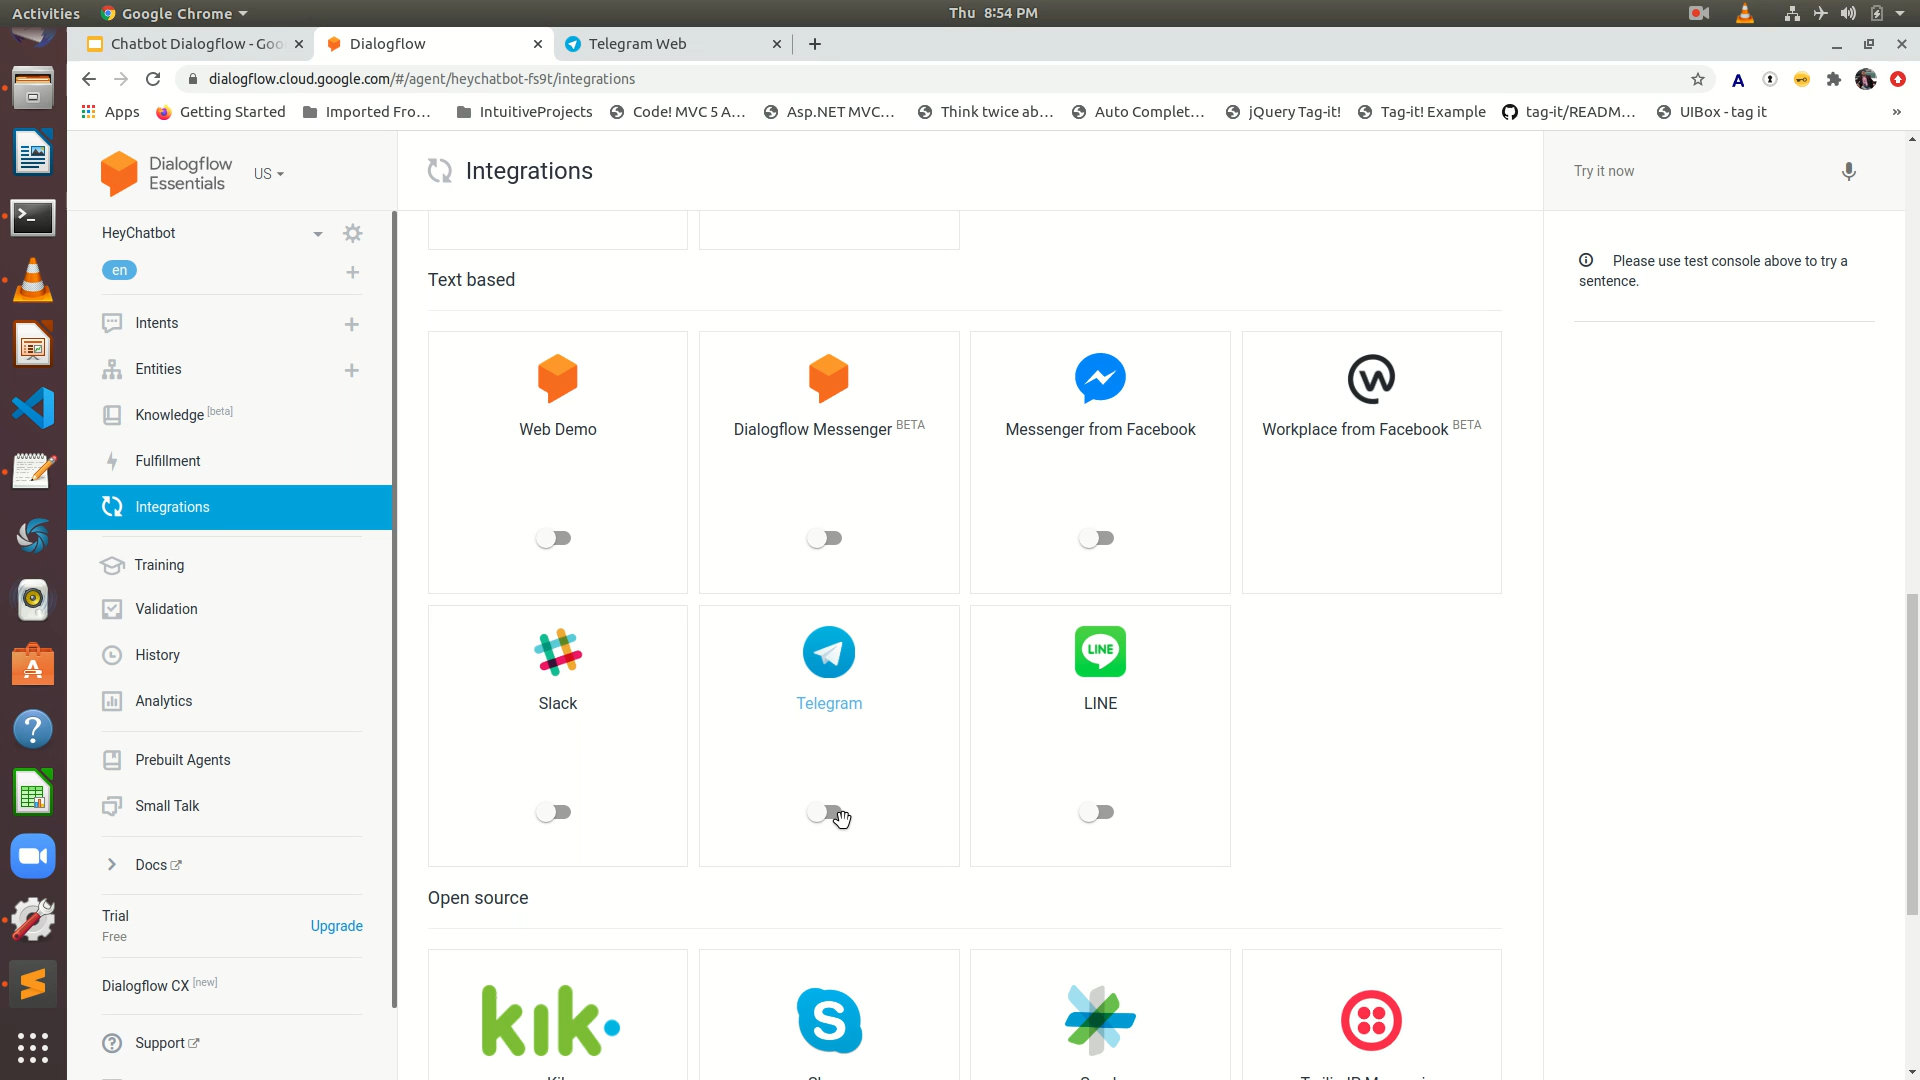 Activities
Google Chrome
Thu 8:54 PM
Chatbot Dialogflow - Goo
Dialogflow
Telegram Web
dialogflow.cloud.google.com/#/agent/heychatbot-fs9t/integrations
Apps
Getting Started
Imported Fro...
IntuitiveProjects
Code! MVC 5 A...
Asp.NET MVC...
Think twice ab...
Auto Complet...
jQuery Tag-it!
Tag-it! Example
tag-it/READM...
UIBox - tag it
»
Dialogflow
Essentials
US
Integrations
Try it now
HeyChatbot
en
Please use test console above to try a
sentence.
Intents
Entities
Knowledge [beta]
Fulfillment
Integrations
Training
Validation
History
Analytics
Prebuilt Agents
Small Talk
Docs
Trial
Free
Upgrade
Dialogflow CX [new]
Support
Text based
Web Demo
Dialogflow Messenger BETA
Messenger from Facebook
Workplace from Facebook BETA
Slack
Telegram
LINE
LINE
Open source
kik